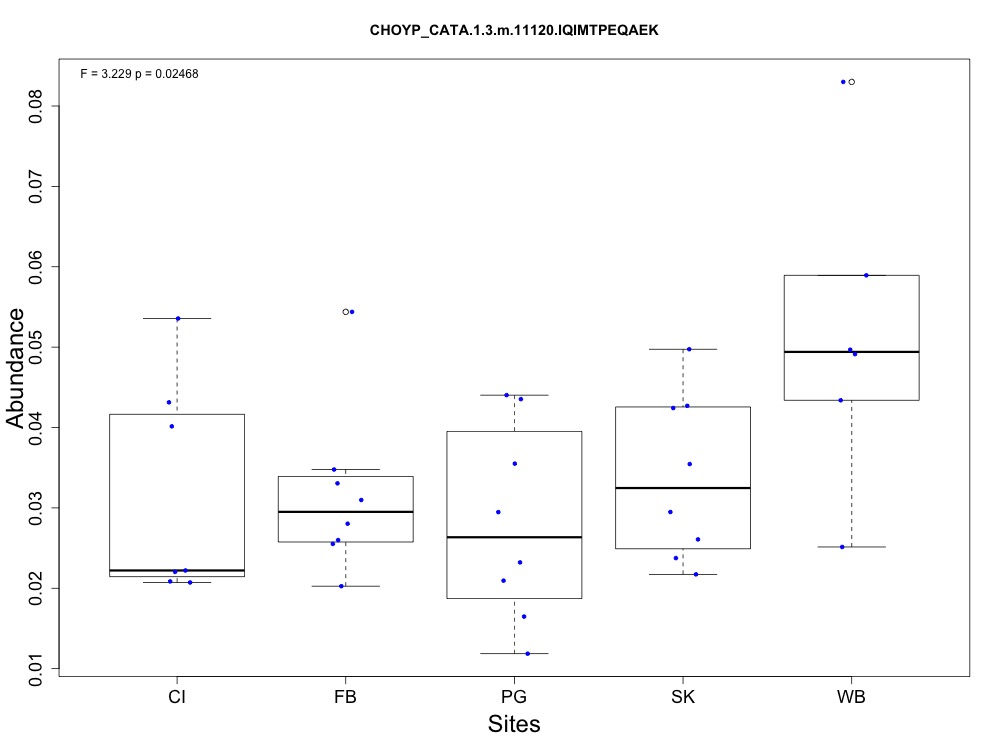 CHOYP_CATA.1.3.m.11120.IQIMTPEQAEK
F = 3.229 p = 0.02468
0.08
0.07
0.06
0.05
0.04
0.03
0.02
0.01
Abundance
CI FB PG SK WB
Sites